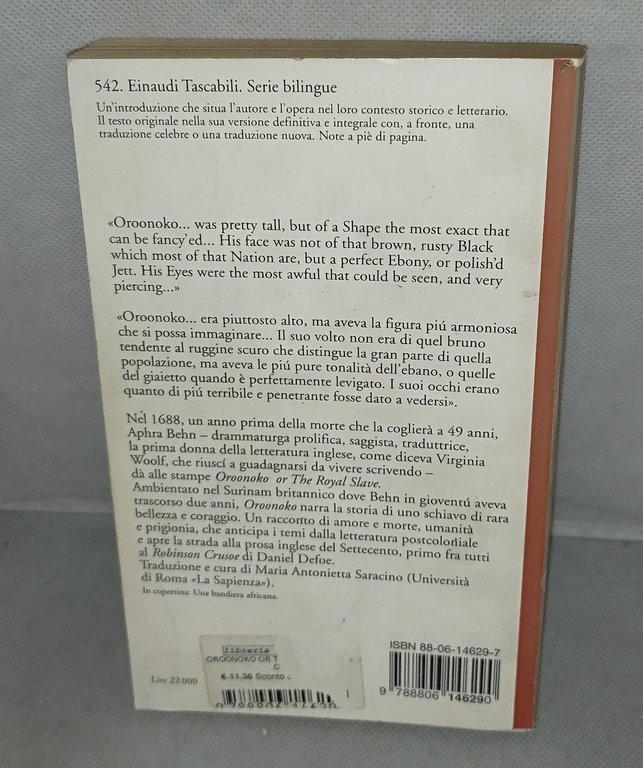 542. Einaudi Tascabili. Serie bilingue
Un'introduzione che situa l'autore e l'opera nel loro contesto storico e letterario.
Il testo originale nella sua versione definitiva e integrale con, a fronte, una
traduzione celebre o una traduzione nuova. Note a piè di pagina.
«Oroonoko... was pretty tall, but of a Shape the most exact that
can be fancy'ed... His face was not of that brown, rusty Black
which most of that Nation are, but a perfect Ebony, or polish'd
Jett. His Eyes were the most awful that could be seen, and very
piercing...»
«Oroonoko... era piuttosto alto, ma aveva la figura piú armoniosa
che si possa immaginare... Il suo volto non era di quel bruno
tendente al ruggine scuro che distingue la gran parte di quella
popolazione, ma aveva le piú pure tonalità dell'ebano, o quelle
del giaietto quando è perfettamente levigato. I suoi occhi erano
quanto di piú terribile e penetrante fosse dato a vedersi».
Nel 1688, un anno prima della morte che la coglierà a 49 anni,
Aphra Behn – drammaturga prolifica, saggista, traduttrice,
la prima donna della letteratura inglese, come diceva Virginia
Woolf, che riuscí a guadagnarsi da vivere scrivendo –
dà alle stampe Oroonoko or The Royal Slave.
Ambientato nel Surinam britannico dove Behn in gioventú aveva
trascorso due anni, Oroonoko narra la storia di uno schiavo di rara
bellezza e coraggio. Un racconto di amore e morte, umanità
e prigionia, che anticipa i temi dalla letteratura postcoloniale
e apre la strada alla prosa inglese del Settecento, primo fra tutti
al Robinson Crusoe di Daniel Defoe.
Traduzione e cura di Maria Antonietta Saracino (Università
di Roma «La Sapienza»).
In copertina: Una bandiera africana.
libreria
OROONOKO OB T
C
€ 11,36 Sconto
Lire 22 000
ISBN 88-06-14629-7
9 788806 146290